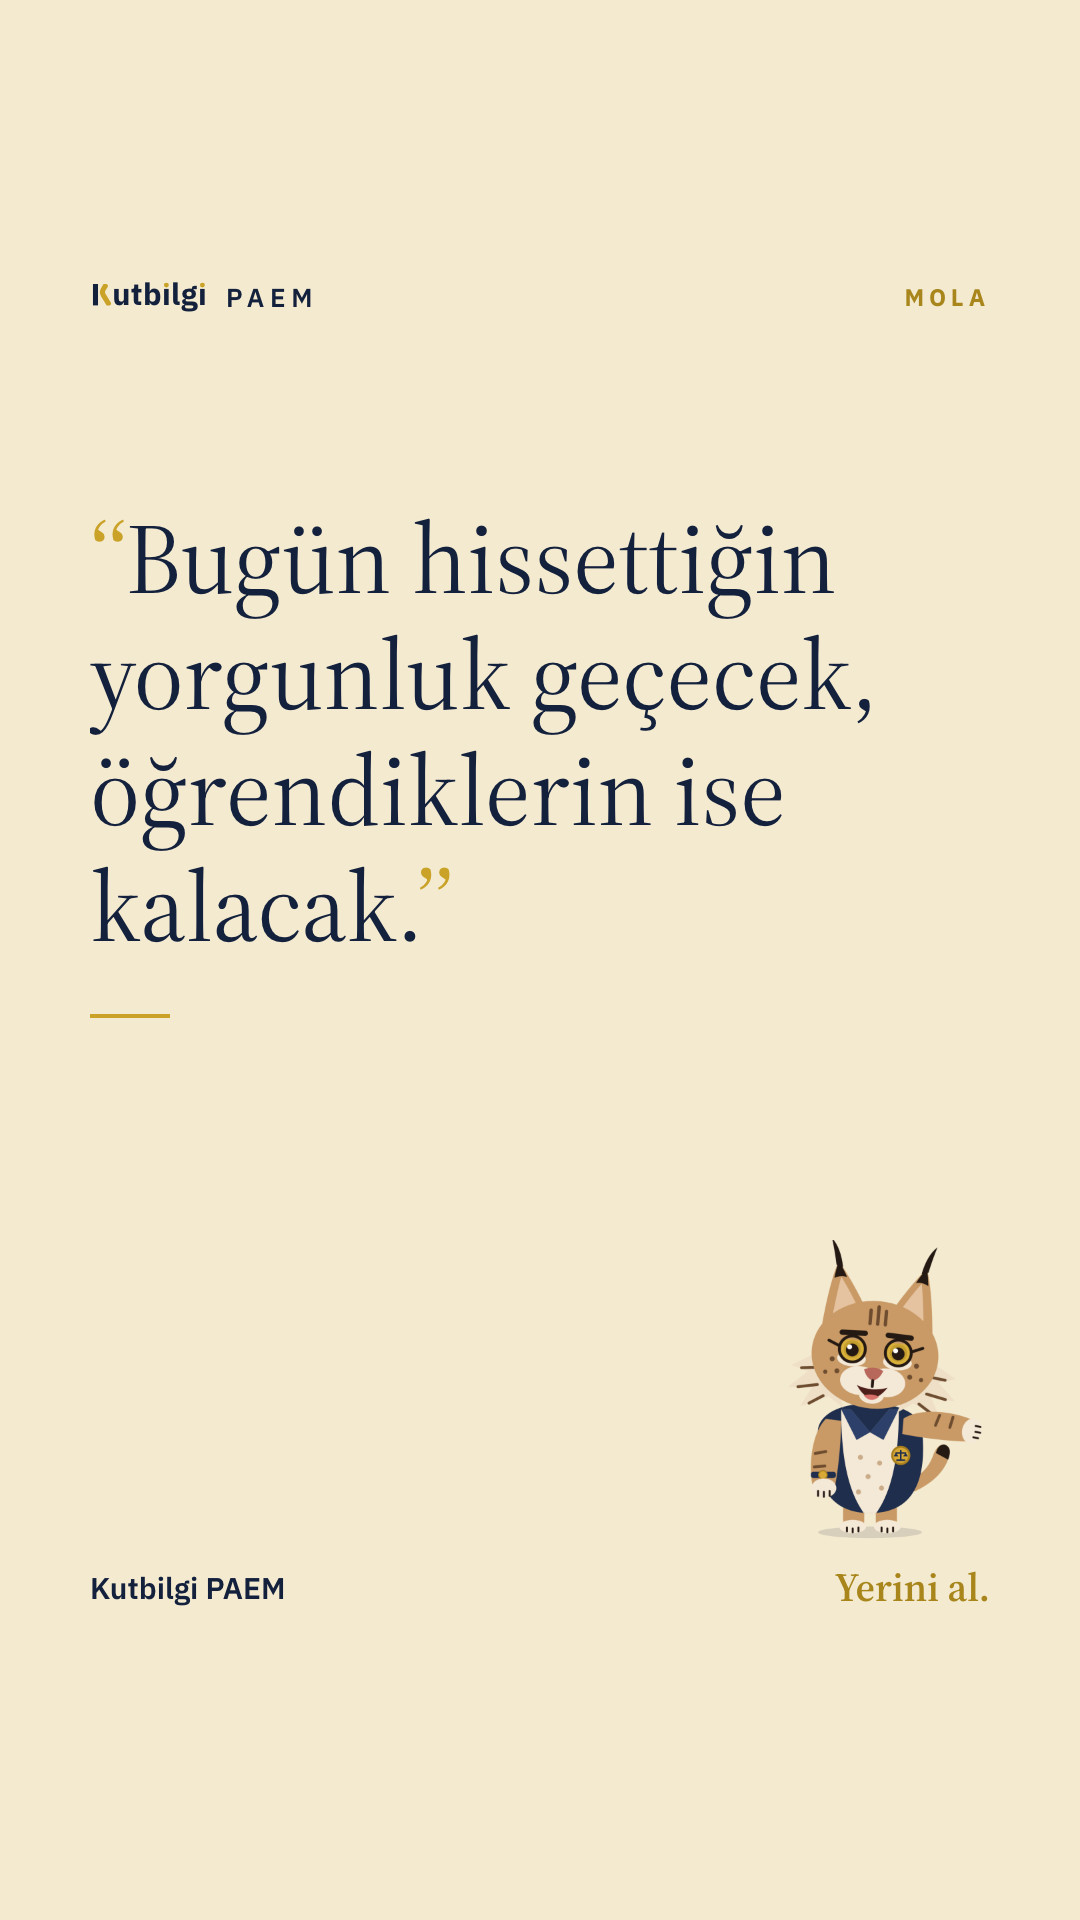 Kutbilgi PAEM
MOLA
“Bugün hissettiğin
yorgunluk geçecek,
öğrendiklerin ise
kalacak.”
Kutbilgi PAEM
Yerini al.